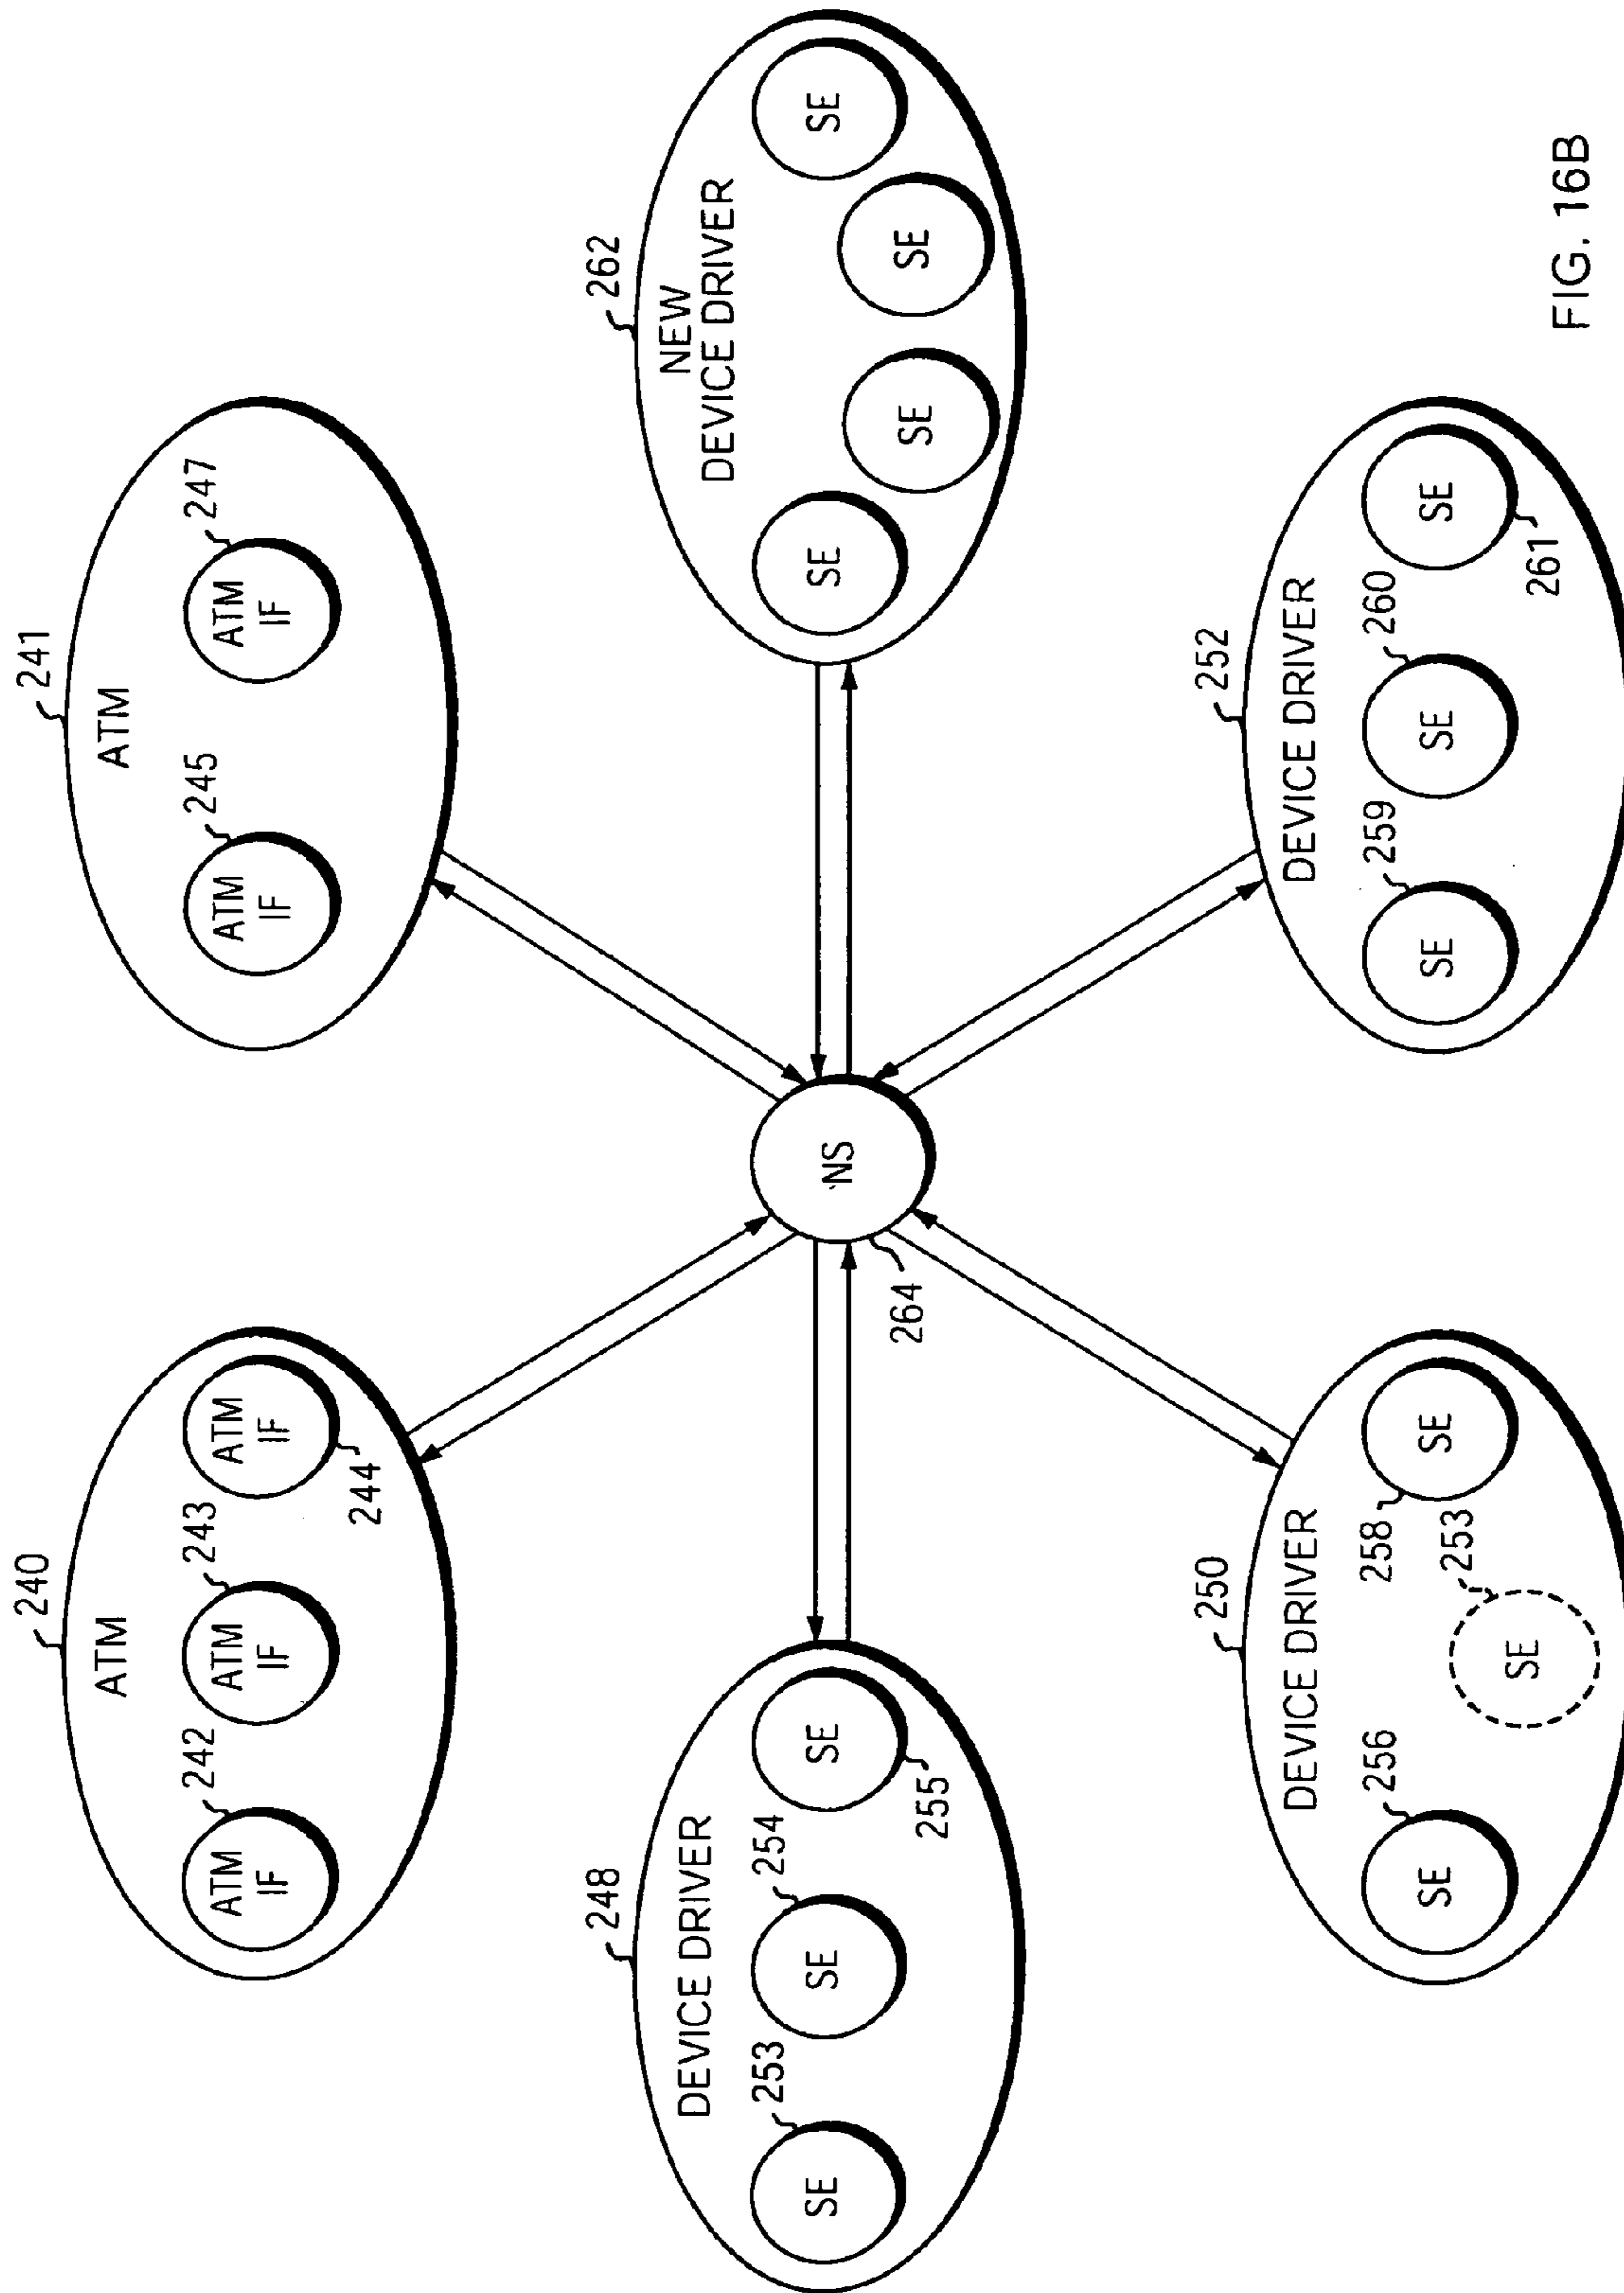 240
ATM
242
243
ATM
IF
ATM
IF
ATM
IF
244
241
ATM
245
247
ATM
IF
ATM
IF
248
DEVICE DRIVER
253
254
SE
SE
SE
255
NS
264
262
NEW
DEVICE DRIVER
SE
SE
SE
SE
250
DEVICE DRIVER
256
258
SE
SE
253
SE
252
DEVICE DRIVER
259
260
SE
SE
SE
261
FIG. 16B